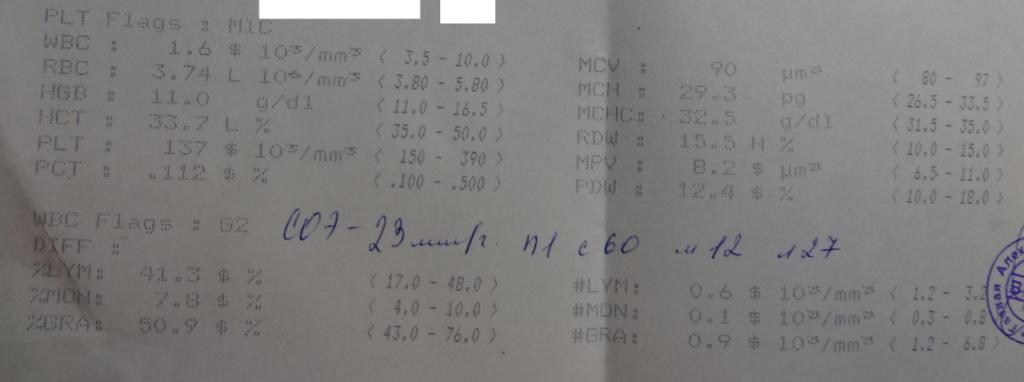 PLT Flags : MIC
WBC : 1.6 $ 10³/mm³ ( 3.5 - 10.0 )
RBC : 3.74 L 10⁶/mm³ ( 3.80 - 5.80 )
HGB : 11.0 g/dl ( 11.0 - 16.5 )
HCT : 33.7 L % ( 35.0 - 50.0 )
PLT : 137 $ 10³/mm³ ( 150 - 390 )
PCT : .112 $ % ( .100 - .500 )
MCV : 90 µm³ ( 80 - 97 )
MCH : 29.3 pg ( 26.5 - 33.5 )
MCHC: 32.5 g/dl ( 31.5 - 35.0 )
RDW : 15.5 H % ( 10.0 - 15.0 )
MPV : 8.2 $ µm³ ( 6.5 - 11.0 )
PDW : 12.4 $ % ( 10.0 - 18.0 )
WBC Flags : G2
СОЭ - 23 мм/г. п1 с60 м12 л27
DIFF :
%LYM: 41.3 $ % ( 17.0 - 48.0 )
%MON: 7.8 $ % ( 4.0 - 10.0 )
%GRA: 50.9 $ % ( 43.0 - 76.0 )
#LYM: 0.6 $ 10³/mm³ ( 1.2 - 3.2
#MON: 0.1 $ 10³/mm³ ( 0.3 - 0.8
#GRA: 0.9 $ 10³/mm³ ( 1.2 - 6.8 )